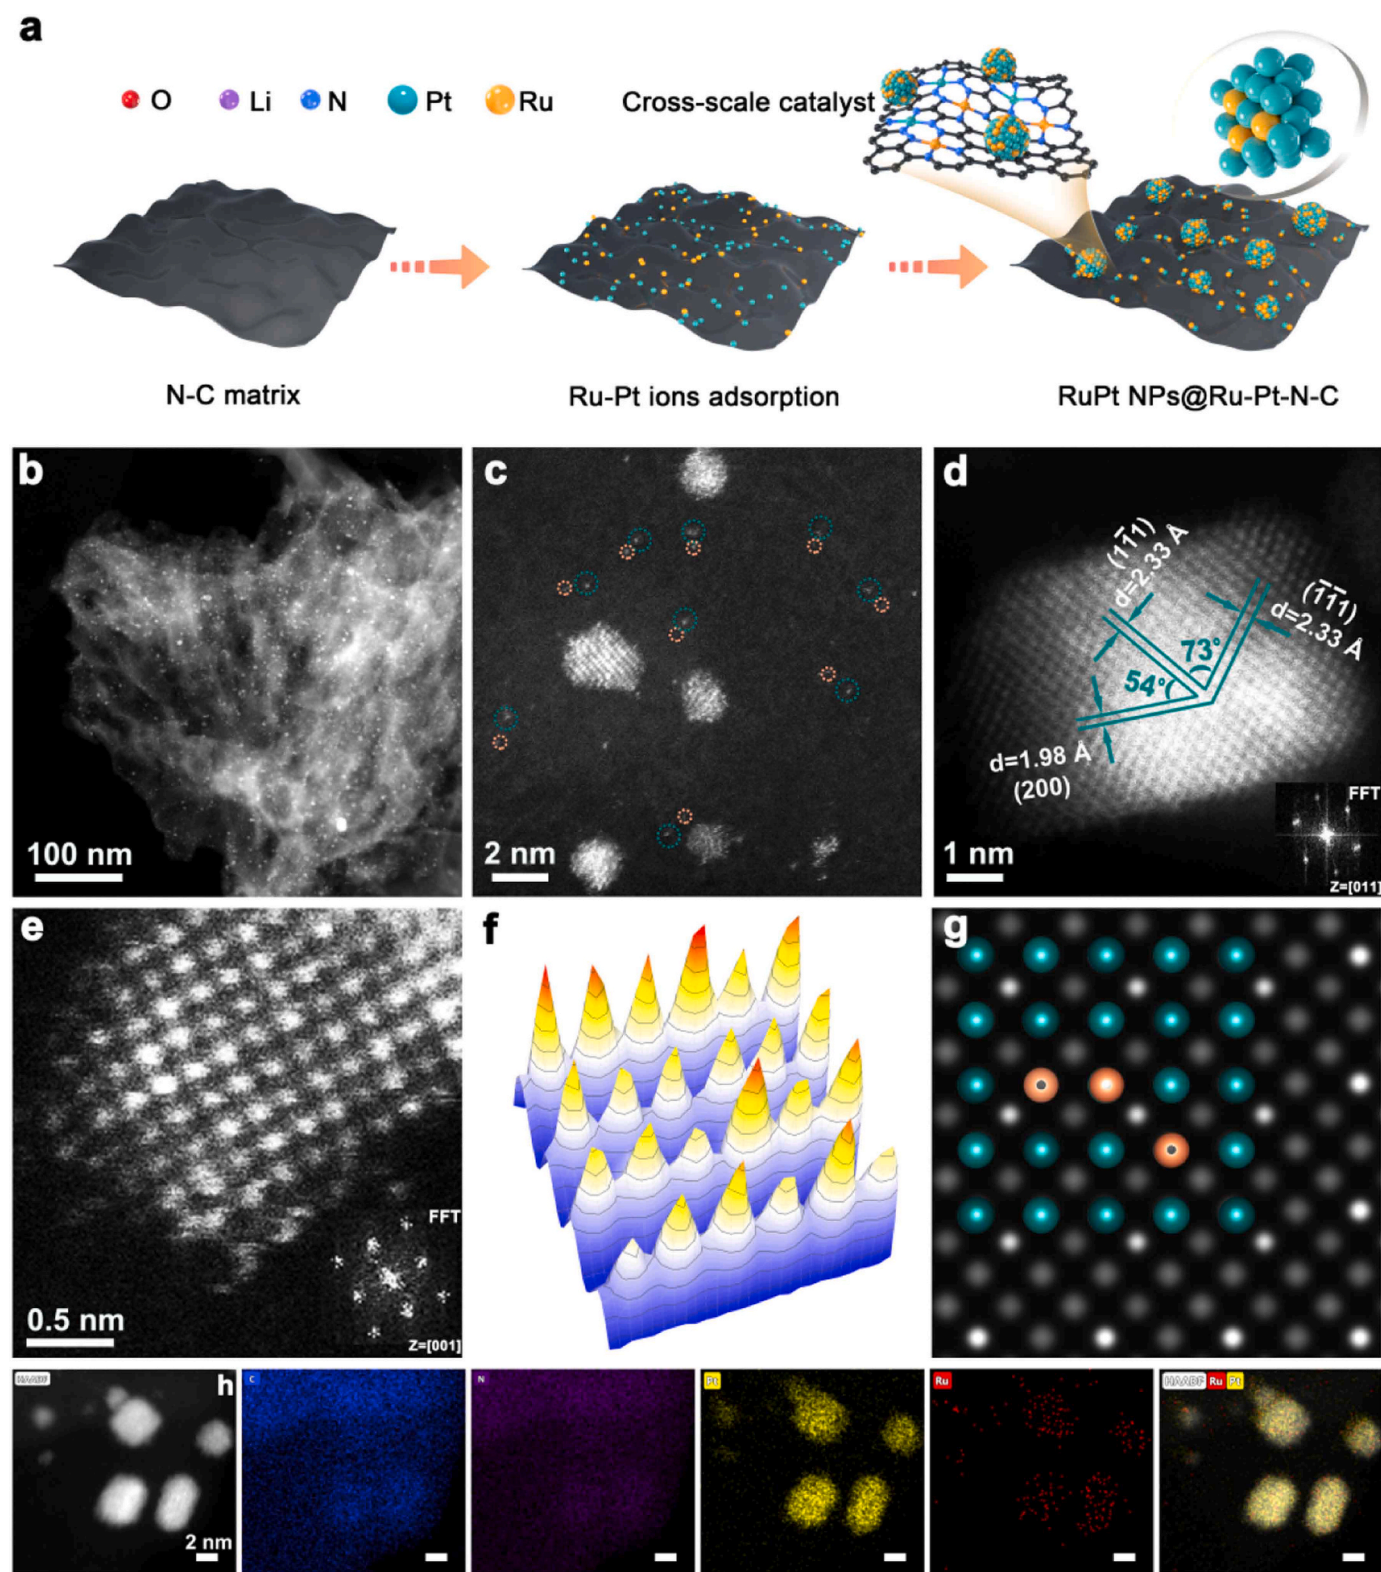 a
O Li N Pt Ru Cross-scale catalyst
N-C matrix Ru-Pt ions adsorption RuPt NPs@Ru-Pt-N-C
b
100 nm
c
2 nm
d
(11̄1)
d=2.33 Å
(1̄1̄1)
d=2.33 Å
73°
54°
d=1.98 Å
(200)
FFT
1 nm
Z=[011]
e
FFT
0.5 nm
Z=[001]
f
g
HAADF
h
2 nm
C
N
Pt
Ru
HAADF Ru Pt